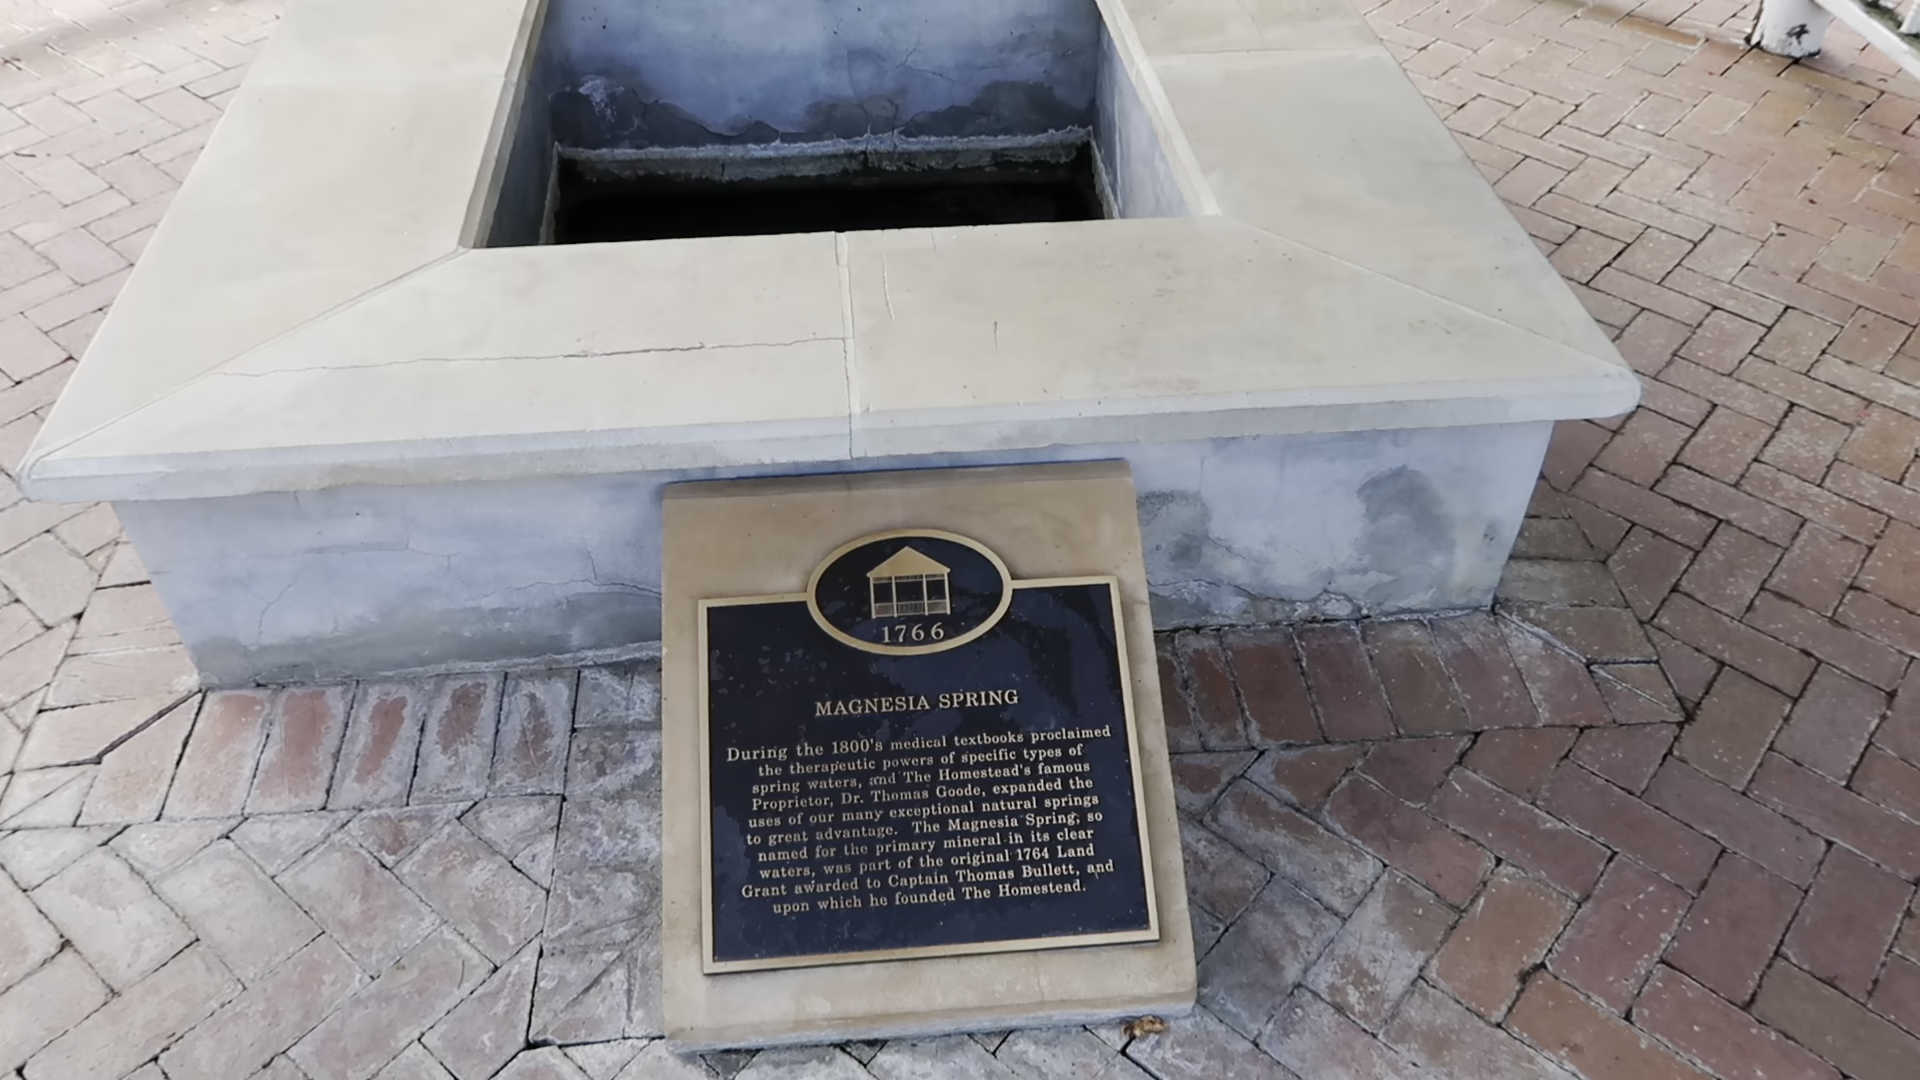 1766
MAGNESIA SPRING
During the 1800's medical textbooks proclaimed
the therapeutic powers of specific types of
spring waters, and The Homestead's famous
Proprietor, Dr. Thomas Goode, expanded the
uses of our many exceptional natural springs
to great advantage. The Magnesia Spring, so
named for the primary mineral in its clear
waters, was part of the original 1764 Land
Grant awarded to Captain Thomas Bullett, and
upon which he founded The Homestead.